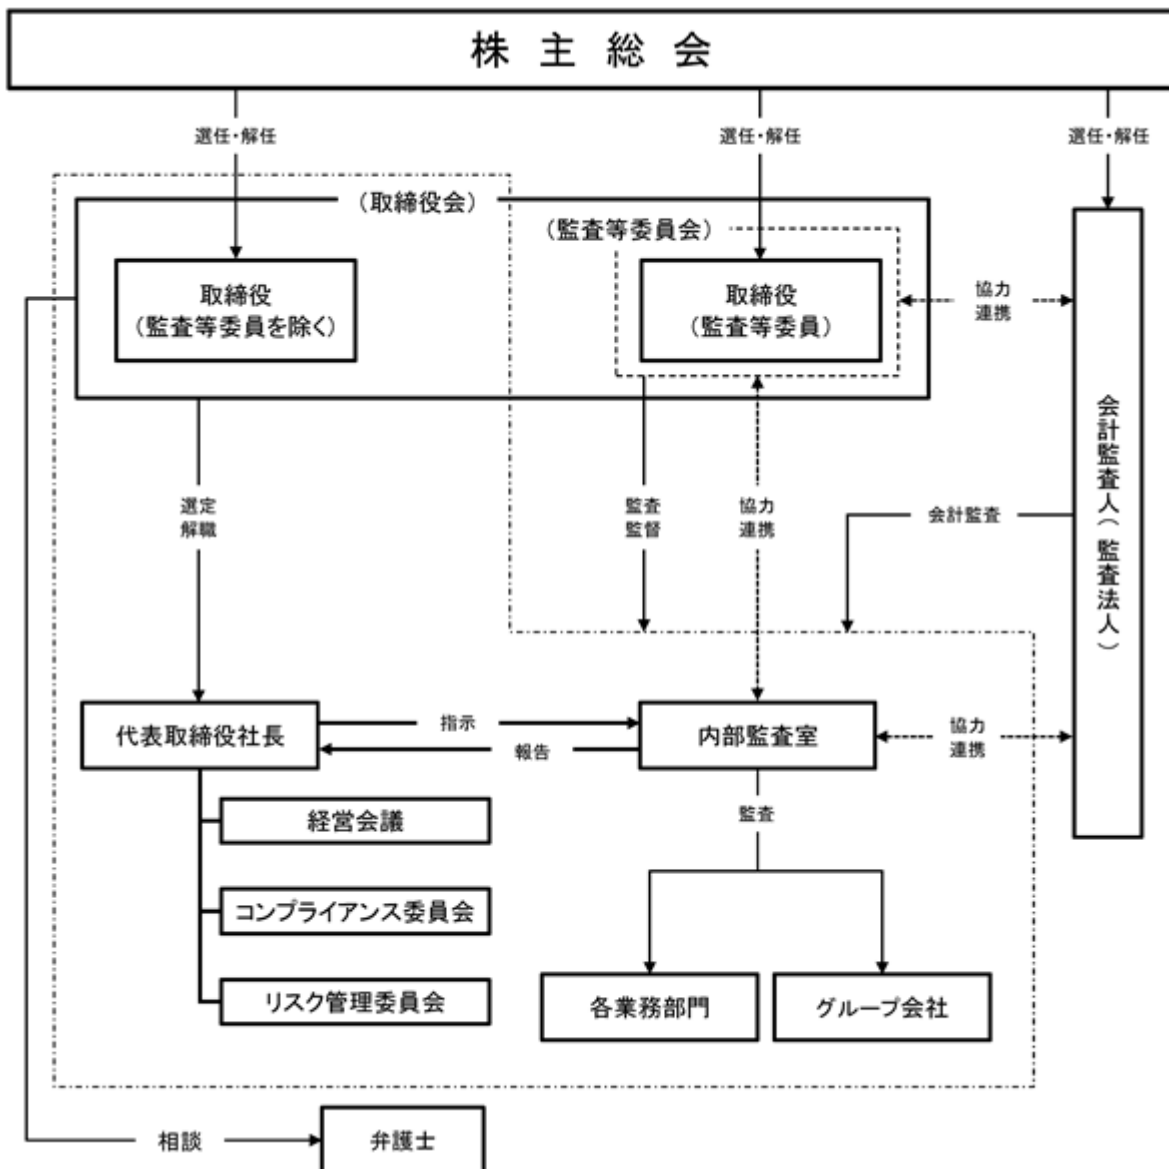 株主総会
選任・解任
選任・解任
選任・解任
（取締役会）
（監査等委員会）
取締役
（監査等委員を除く）
取締役
（監査等委員）
協力
連携
会計監査人（監査法人）
選定
解職
監査
監督
協力
連携
会計監査
代表取締役社長
指示
報告
内部監査室
協力
連携
経営会議
監査
コンプライアンス委員会
リスク管理委員会
各業務部門
グループ会社
相談
弁護士